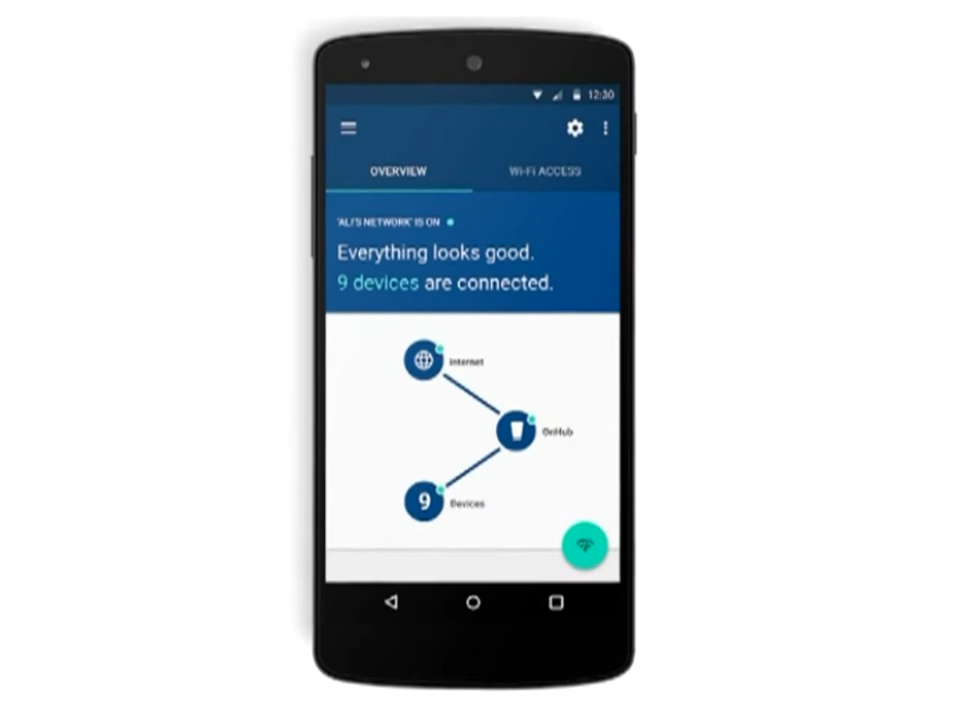 12:30
OVERVIEW
Wi-Fi ACCESS
'ALI'S NETWORK' IS ON
Everything looks good.
9 devices are connected.
Internet
OnHub
9
Devices